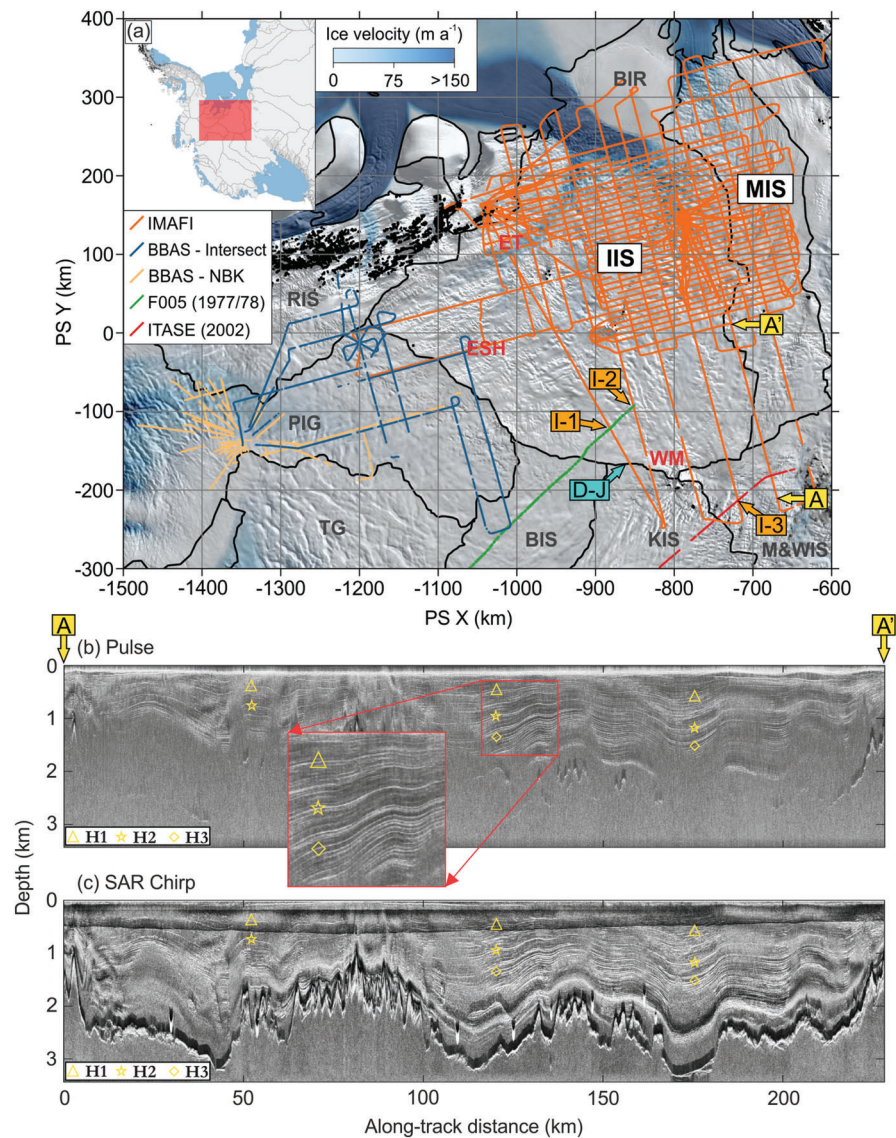 (a)
Ice velocity (m a⁻¹)
0 75 >150
400
300
200
100
0
-100
-200
-300
PS Y (km)
BIR
MIS
IIS
ET
IMAFI
BBAS - Intersect
BBAS - NBK
F005 (1977/78)
ITASE (2002)
RIS
ESH
A'
I-2
I-1
PIG
WM
D-J
A
I-3
TG
BIS
KIS
M&WIS
-1500 -1400 -1300 -1200 -1100 -1000 -900 -800 -700 -600
PS X (km)
A A'
(b) Pulse
0
1
2
3
H1 H2 H3
Depth (km)
(c) SAR Chirp
0
1
2
3
H1 H2 H3
0 50 100 150 200
Along-track distance (km)